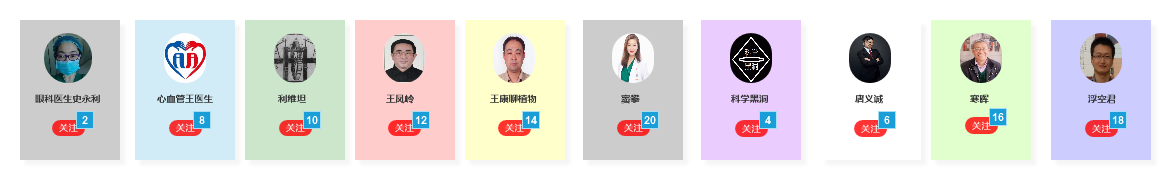 眼科医生史永利
关注
2
心血管王医生
关注
8
利维坦
关注
10
王凤岭
关注
12
王康聊植物
关注
14
蜜拳
关注
20
科学黑洞
关注
4
唐义诚
关注
6
寒晖
关注
16
浮空君
关注
18